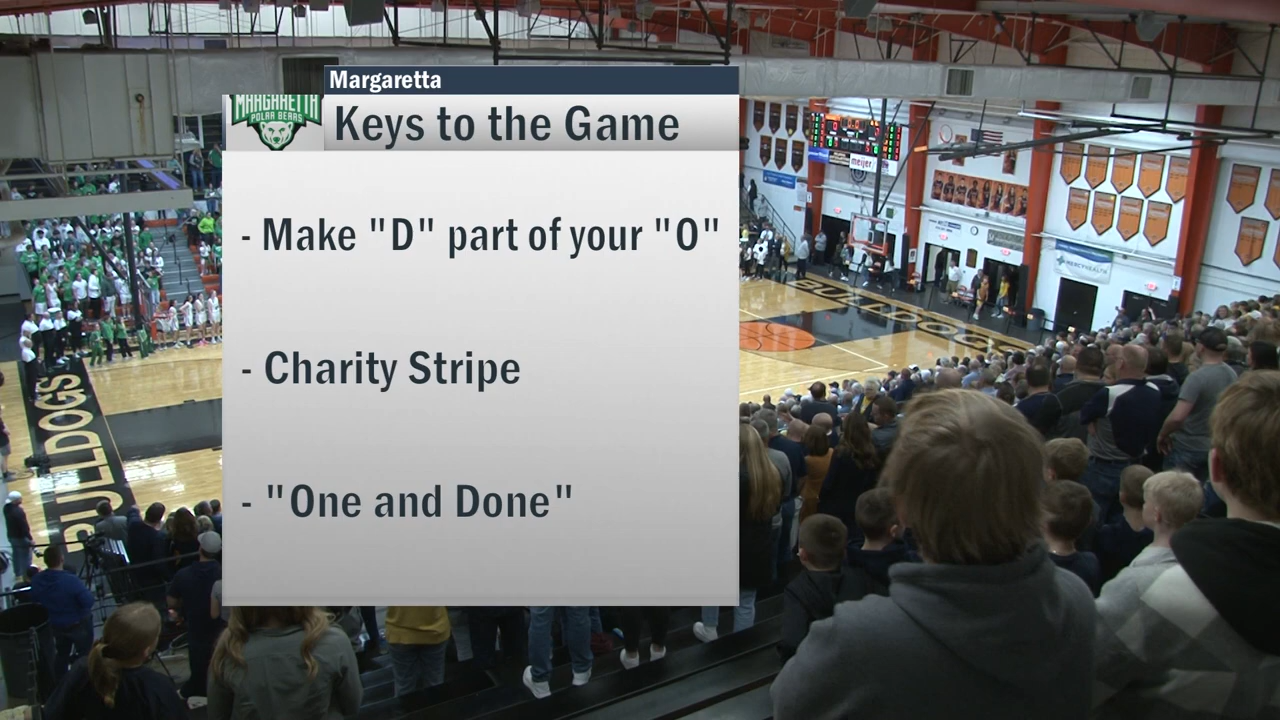 Margaretta
MARGARETTA
POLAR BEARS
Keys to the Game
- Make "D" part of your "O"
- Charity Stripe
- "One and Done"
meijer
BULLDOGS
MERCYHEALTH
BULLDOGS